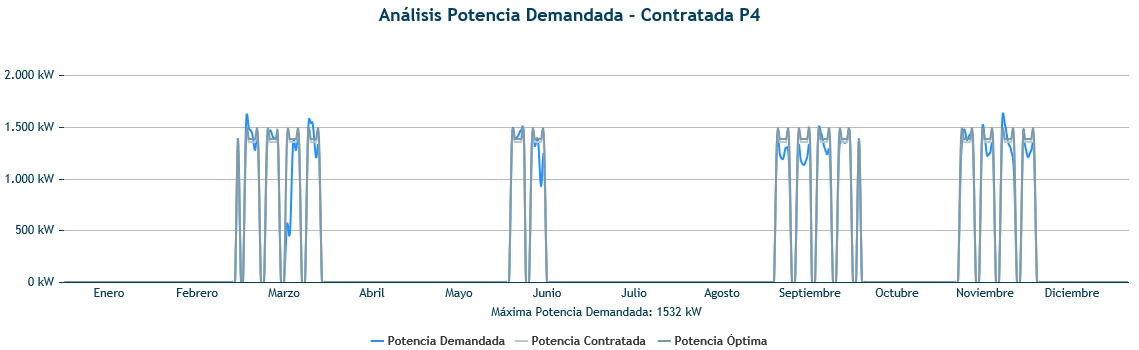 Análisis Potencia Demandada - Contratada P4
2.000 kW
1.500 kW
1.000 kW
500 kW
0 kW
Enero Febrero Marzo Abril Mayo Junio Julio Agosto Septiembre Octubre Noviembre Diciembre
Máxima Potencia Demandada: 1532 kW
Potencia Demandada Potencia Contratada Potencia Óptima